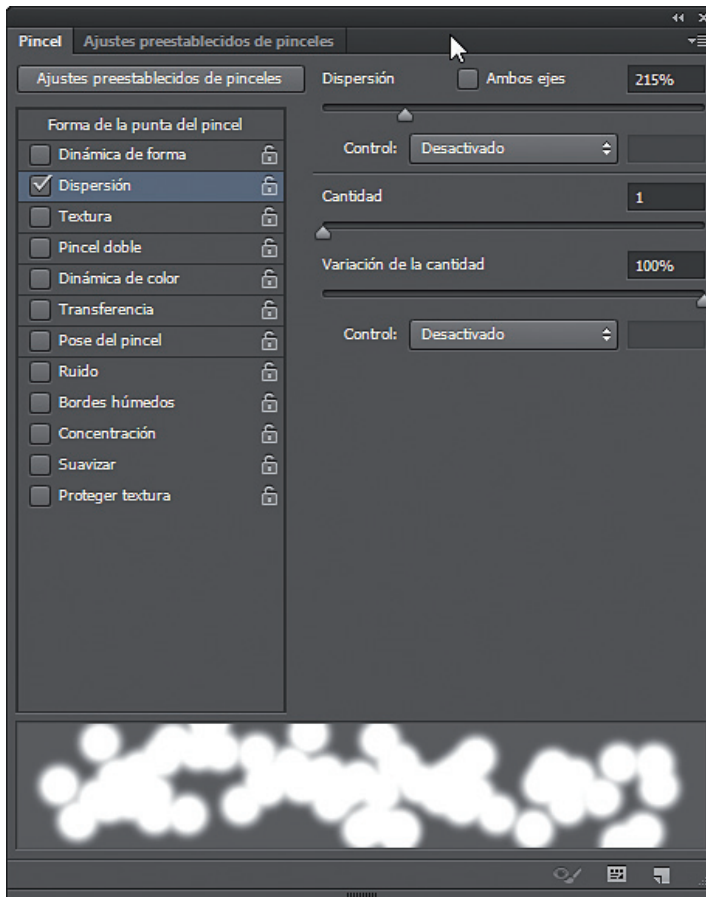 Pincel Ajustes preestablecidos de pinceles
Ajustes preestablecidos de pinceles
Forma de la punta del pincel
Dinámica de forma
Dispersión
Textura
Pincel doble
Dinámica de color
Transferencia
Pose del pincel
Ruido
Bordes húmedos
Concentración
Suavizar
Proteger textura
Dispersión Ambos ejes 215%
Control: Desactivado
Cantidad 1
Variación de la cantidad 100%
Control: Desactivado